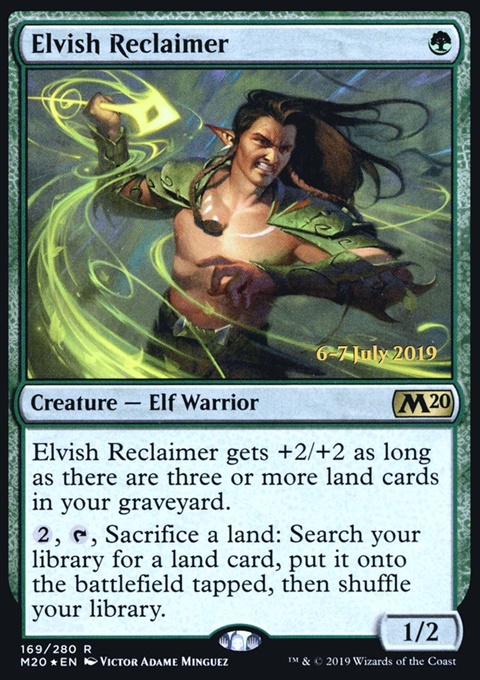 Elvish Reclaimer
6–7 July 2019
Creature — Elf Warrior
M20
Elvish Reclaimer gets +2/+2 as long
as there are three or more land cards
in your graveyard.
2, , Sacrifice a land: Search your
library for a land card, put it onto
the battlefield tapped, then shuffle
your library.
1/2
169/280 R
M20 ★ EN Victor Adame Minguez
™ & © 2019 Wizards of the Coast